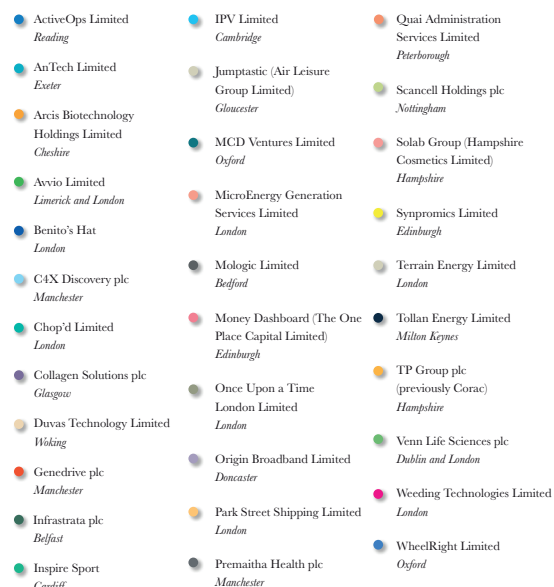 ActiveOps Limited
Reading
AnTech Limited
Exeter
Arcis Biotechnology
Holdings Limited
Cheshire
Avvio Limited
Limerick and London
Benito's Hat
London
C4X Discovery plc
Manchester
Chop'd Limited
London
Collagen Solutions plc
Glasgow
Duvas Technology Limited
Woking
Genedrive plc
Manchester
Infrastrata plc
Belfast
Inspire Sport
Cardiff
IPV Limited
Cambridge
Jumptastic (Air Leisure
Group Limited)
Gloucester
MCD Ventures Limited
Oxford
MicroEnergy Generation
Services Limited
London
Mologic Limited
Bedford
Money Dashboard (The One
Place Capital Limited)
Edinburgh
Once Upon a Time
London Limited
London
Origin Broadband Limited
Doncaster
Park Street Shipping Limited
London
Premaitha Health plc
Manchester
Quai Administration
Services Limited
Peterborough
Scancell Holdings plc
Nottingham
Solab Group (Hampshire
Cosmetics Limited)
Hampshire
Synpromics Limited
Edinburgh
Terrain Energy Limited
London
Tollan Energy Limited
Milton Keynes
TP Group plc
(previously Corac)
Hampshire
Venn Life Sciences plc
Dublin and London
Weeding Technologies Limited
London
WheelRight Limited
Oxford